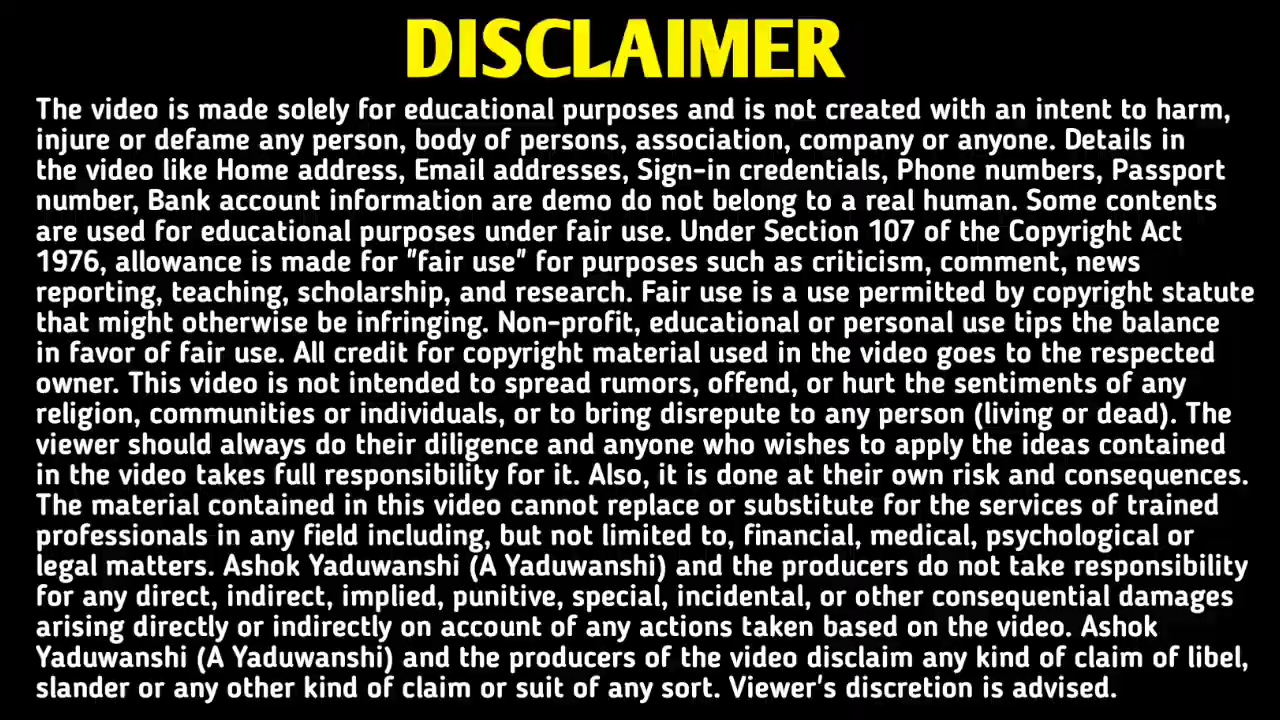 DISCLAIMER
The video is made solely for educational purposes and is not created with an intent to harm,
injure or defame any person, body of persons, association, company or anyone. Details in
the video like Home address, Email addresses, Sign-in credentials, Phone numbers, Passport
number, Bank account information are demo do not belong to a real human. Some contents
are used for educational purposes under fair use. Under Section 107 of the Copyright Act
1976, allowance is made for "fair use" for purposes such as criticism, comment, news
reporting, teaching, scholarship, and research. Fair use is a use permitted by copyright statute
that might otherwise be infringing. Non-profit, educational or personal use tips the balance
in favor of fair use. All credit for copyright material used in the video goes to the respected
owner. This video is not intended to spread rumors, offend, or hurt the sentiments of any
religion, communities or individuals, or to bring disrepute to any person (living or dead). The
viewer should always do their diligence and anyone who wishes to apply the ideas contained
in the video takes full responsibility for it. Also, it is done at their own risk and consequences.
The material contained in this video cannot replace or substitute for the services of trained
professionals in any field including, but not limited to, financial, medical, psychological or
legal matters. Ashok Yaduwanshi (A Yaduwanshi) and the producers do not take responsibility
for any direct, indirect, implied, punitive, special, incidental, or other consequential damages
arising directly or indirectly on account of any actions taken based on the video. Ashok
Yaduwanshi (A Yaduwanshi) and the producers of the video disclaim any kind of claim of libel,
slander or any other kind of claim or suit of any sort. Viewer's discretion is advised.